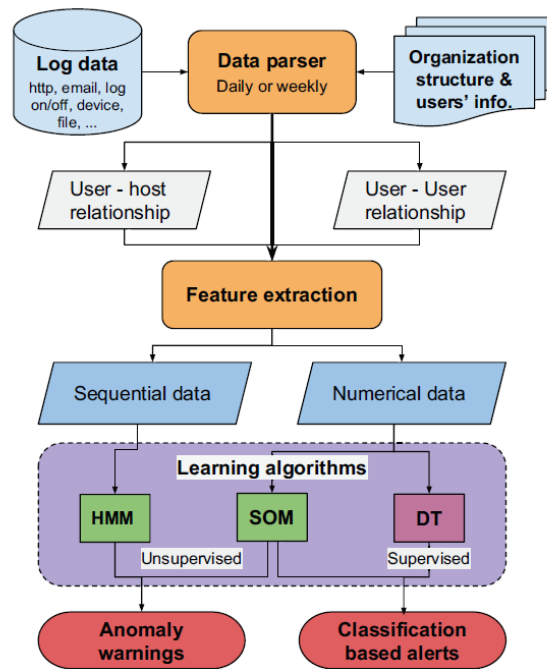 Log data
http, email, log
on/off, device,
file, ...
Data parser
Daily or weekly
Organization
structure &
users' info.
User - host
relationship
User - User
relationship
Feature extraction
Sequential data
Numerical data
Learning algorithms
HMM
SOM
DT
Unsupervised
Supervised
Anomaly
warnings
Classification
based alerts